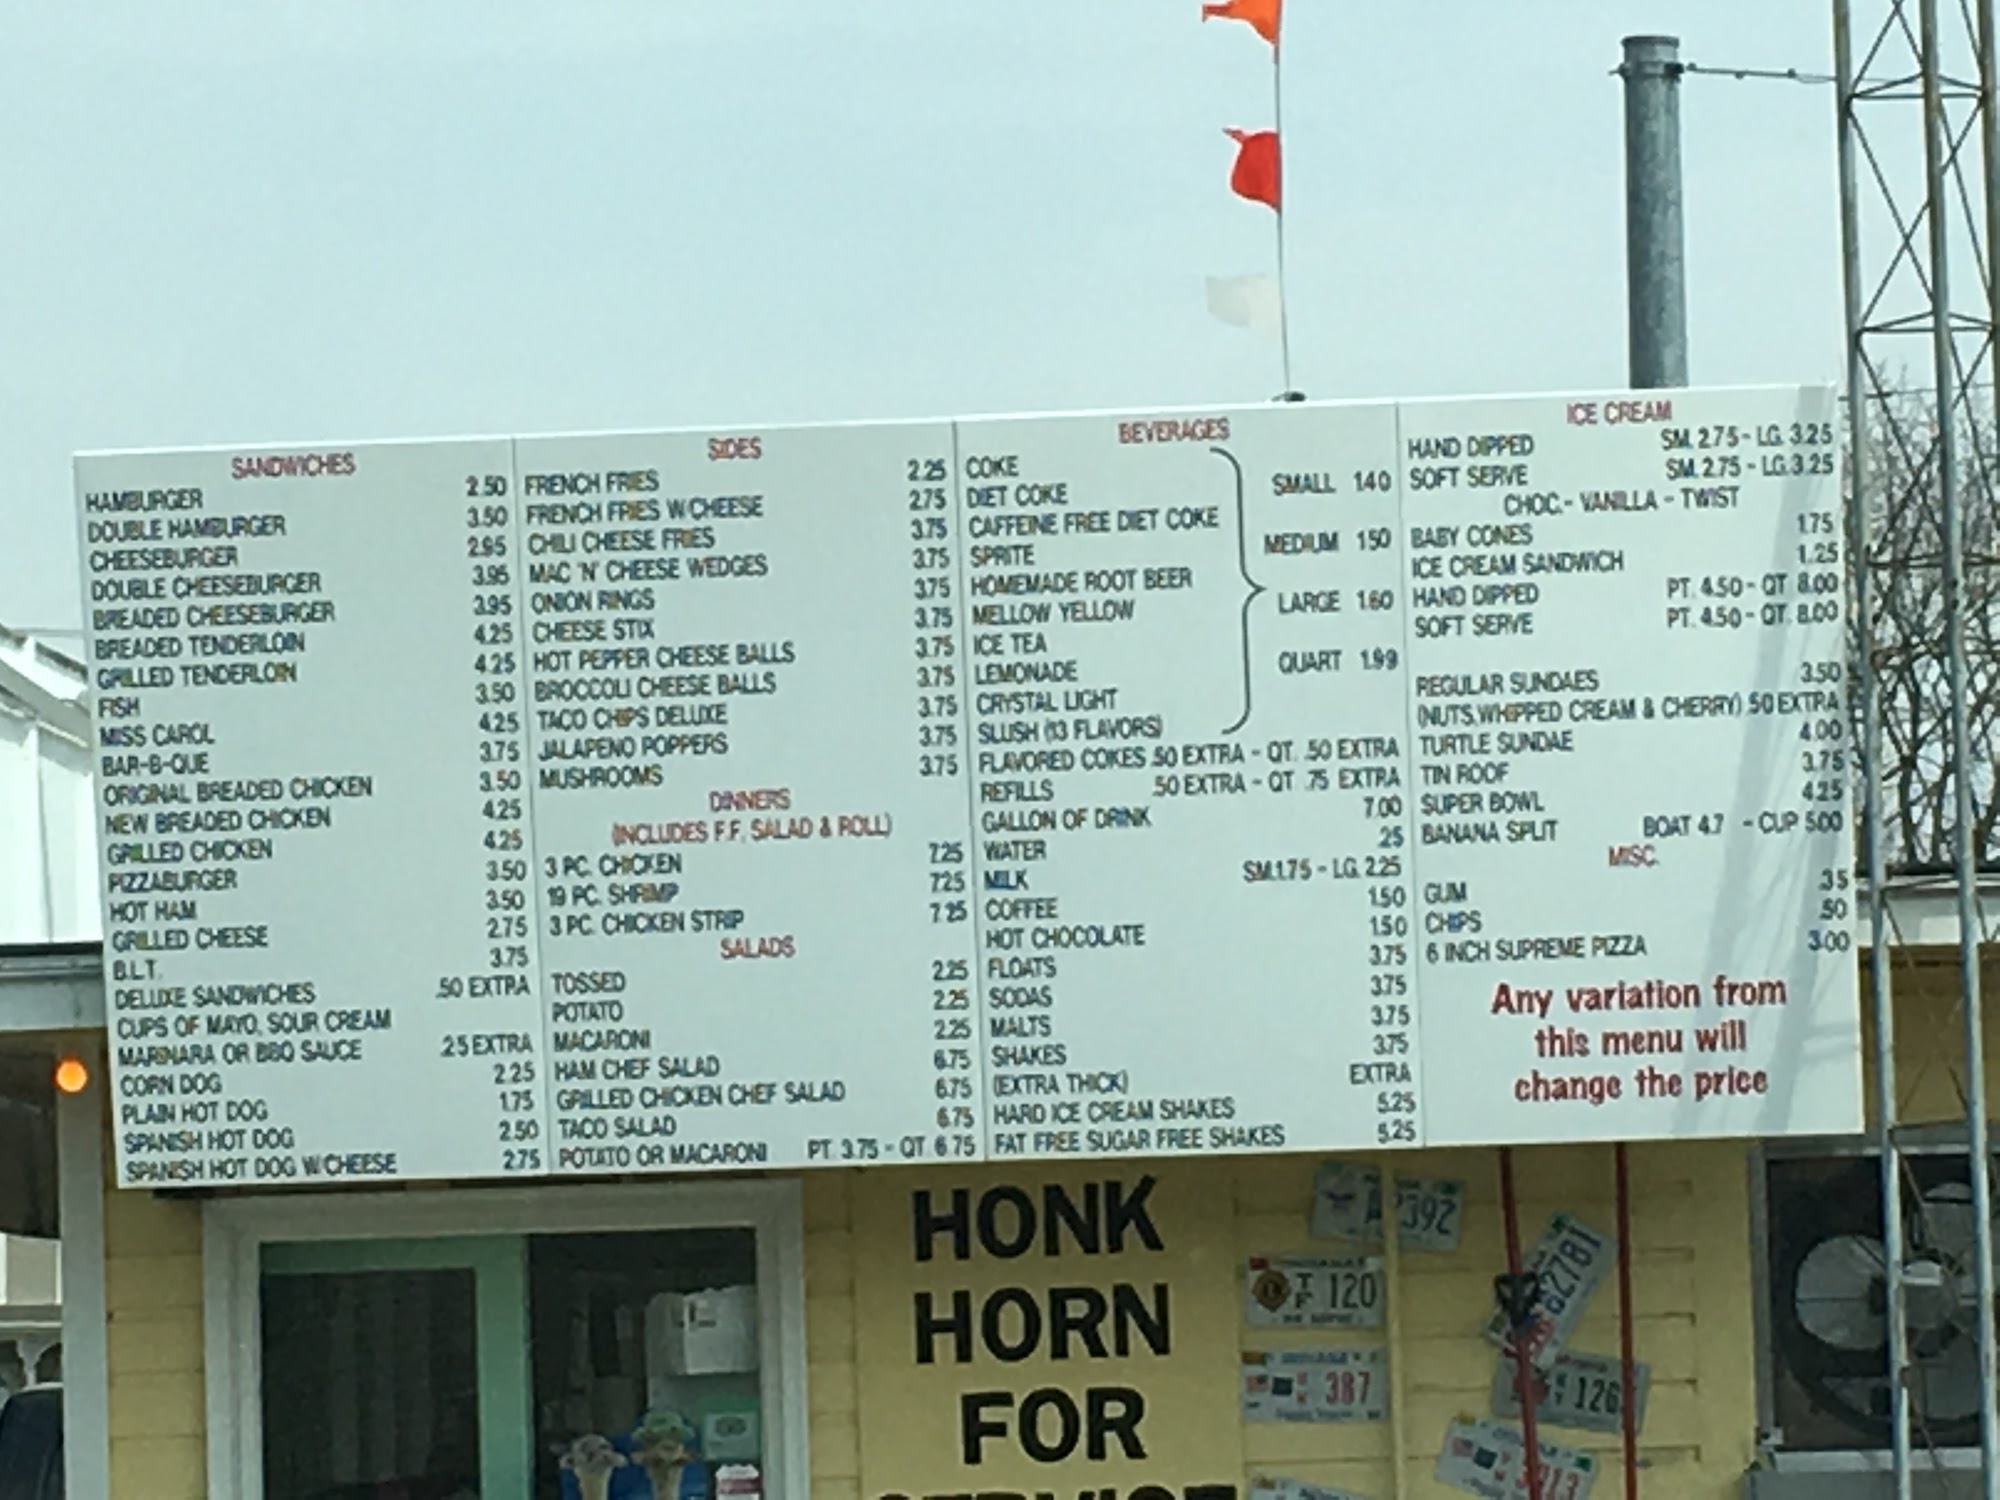 SANDWICHES
HAMBURGER 2.50
DOUBLE HAMBURGER 3.50
CHEESEBURGER 2.95
DOUBLE CHEESEBURGER 3.95
BREADED CHEESEBURGER 3.95
BREADED TENDERLOIN 4.25
GRILLED TENDERLOIN 4.25
FISH 3.50
MISS CAROL 4.25
BAR-B-QUE 3.75
ORIGINAL BREADED CHICKEN 3.50
NEW BREADED CHICKEN 4.25
GRILLED CHICKEN 4.25
PIZZABURGER 3.50
HOT HAM 3.50
GRILLED CHEESE 2.75
B.L.T. 3.75
DELUXE SANDWICHES .50 EXTRA
CUPS OF MAYO, SOUR CREAM
MARINARA OR BBQ SAUCE .25 EXTRA
CORN DOG 2.25
PLAIN HOT DOG 1.75
SPANISH HOT DOG 2.50
SPANISH HOT DOG W/CHEESE 2.75
SIDES
FRENCH FRIES 2.25
FRENCH FRIES W/CHEESE 2.75
CHILI CHEESE FRIES 3.75
MAC 'N' CHEESE WEDGES 3.75
ONION RINGS 3.75
CHEESE STIX 3.75
HOT PEPPER CHEESE BALLS 3.75
BROCCOLI CHEESE BALLS 3.75
TACO CHIPS DELUXE 3.75
JALAPENO POPPERS 3.75
MUSHROOMS 3.75
DINNERS
(INCLUDES F.F. SALAD & ROLL)
3 PC. CHICKEN 7.25
19 PC. SHRIMP 7.25
3 PC. CHICKEN STRIP 7.25
SALADS
TOSSED 2.25
POTATO 2.25
MACARONI 2.25
HAM CHEF SALAD 6.75
GRILLED CHICKEN CHEF SALAD 6.75
TACO SALAD 6.75
POTATO OR MACARONI PT. 3.75 - QT. 6.75
BEVERAGES
COKE
DIET COKE
CAFFEINE FREE DIET COKE
SPRITE
HOMEMADE ROOT BEER
MELLOW YELLOW
ICE TEA
LEMONADE
CRYSTAL LIGHT
SLUSH (13 FLAVORS)
SMALL 1.40
MEDIUM 1.50
LARGE 1.60
QUART 1.99
FLAVORED COKES .50 EXTRA - QT. .50 EXTRA
REFILLS .50 EXTRA - QT .75 EXTRA
GALLON OF DRINK 7.00
WATER .25
MILK SM.1.75 - LG. 2.25
COFFEE 1.50
HOT CHOCOLATE 1.50
FLOATS 3.75
SODAS 3.75
MALTS 3.75
SHAKES 3.75
(EXTRA THICK) EXTRA
HARD ICE CREAM SHAKES 5.25
FAT FREE SUGAR FREE SHAKES 5.25
ICE CREAM
HAND DIPPED SM. 2.75 - LG. 3.25
SOFT SERVE SM. 2.75 - LG.3.25
CHOC.- VANILLA - TWIST
BABY CONES 1.75
ICE CREAM SANDWICH 1.25
HAND DIPPED PT. 4.50 - QT. 8.00
SOFT SERVE PT. 4.50 - QT. 8.00
REGULAR SUNDAES 3.50
(NUTS,WHIPPED CREAM & CHERRY) .50 EXTRA
TURTLE SUNDAE 4.00
TIN ROOF 3.75
SUPER BOWL 4.25
BANANA SPLIT BOAT 4.7 - CUP 5.00
MISC.
GUM .35
CHIPS .50
6 INCH SUPREME PIZZA 3.00
Any variation from
this menu will
change the price
HONK
HORN
FOR
TF 120
387
126